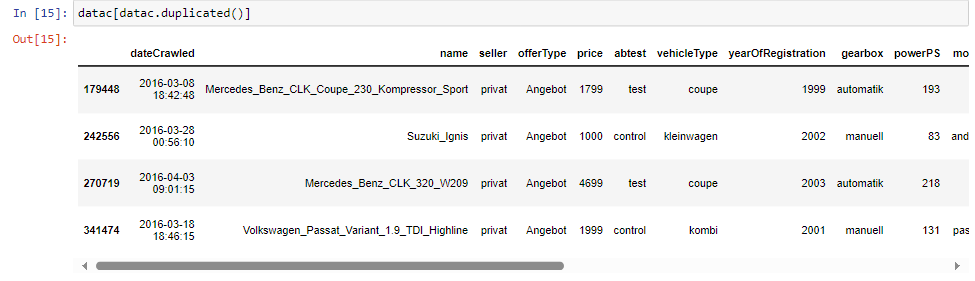 In [15]: datac[datac.duplicated()]
Out[15]:
dateCrawled name seller offerType price abtest vehicleType yearOfRegistration gearbox powerPS mo
179448 2016-03-08 18:42:48 Mercedes_Benz_CLK_Coupe_230_Kompressor_Sport privat Angebot 1799 test coupe 1999 automatik 193
242556 2016-03-28 00:56:10 Suzuki_Ignis privat Angebot 1000 control kleinwagen 2002 manuell 83 and
270719 2016-04-03 09:01:15 Mercedes_Benz_CLK_320_W209 privat Angebot 4699 test coupe 2003 automatik 218
341474 2016-03-18 18:46:15 Volkswagen_Passat_Variant_1.9_TDI_Highline privat Angebot 1999 control kombi 2001 manuell 131 pas